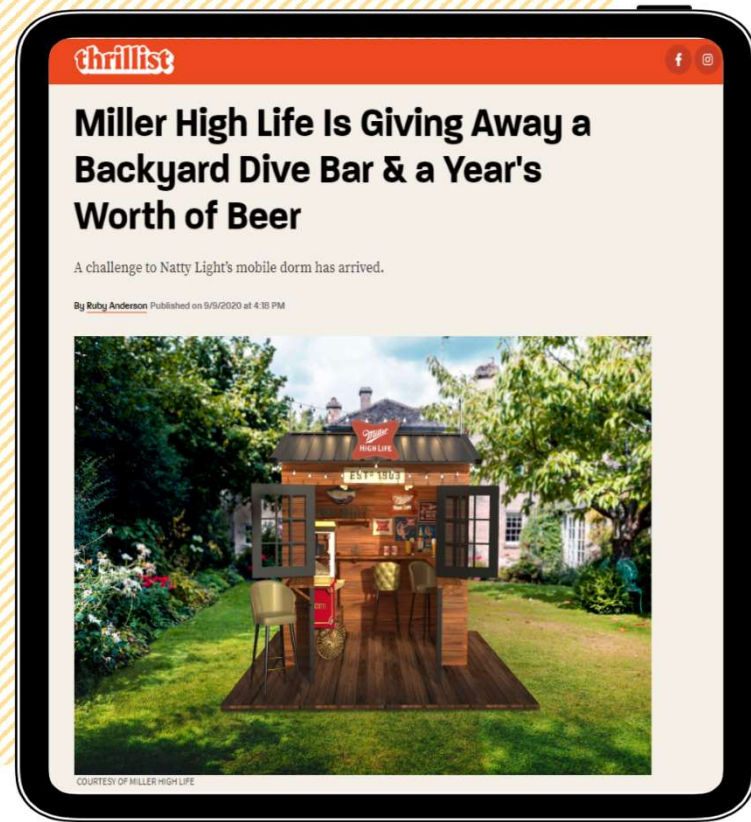 thrillist
Miller High Life Is Giving Away a
Backyard Dive Bar & a Year's
Worth of Beer
A challenge to Natty Light's mobile dorm has arrived.
By Ruby Anderson Published on 9/9/2020 at 4:18 PM
Miller
HIGH LIFE
EST⁰ 1903
COURTESY OF MILLER HIGH LIFE